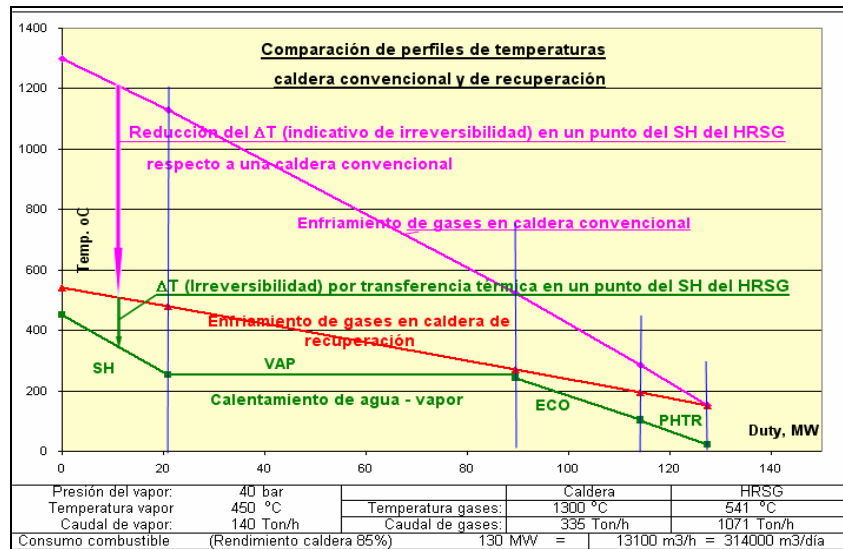 Comparación de perfiles de temperaturas
caldera convencional y de recuperación
1400
1200
1000
800
600
400
200
0
Temp. oC
Reducción del ΔT (indicativo de irreversibilidad) en un punto del SH del HRSG
respecto a una caldera convencional
Enfriamiento de gases en caldera convencional
ΔT (Irreversibilidad) por transferencia térmica en un punto del SH del HRSG
Enfriamiento de gases en caldera de
recuperación
SH
VAP
Calentamiento de agua - vapor
ECO
PHTR
Duty, MW
0 20 40 60 80 100 120 140
Presión del vapor: 40 bar Caldera HRSG
Temperatura vapor 450 °C Temperatura gases: 1300 °C 541 °C
Caudal de vapor: 140 Ton/h Caudal de gases: 335 Ton/h 1071 Ton/h
Consumo combustible (Rendimiento caldera 85%) 130 MW = 13100 m3/h = 314000 m3/día